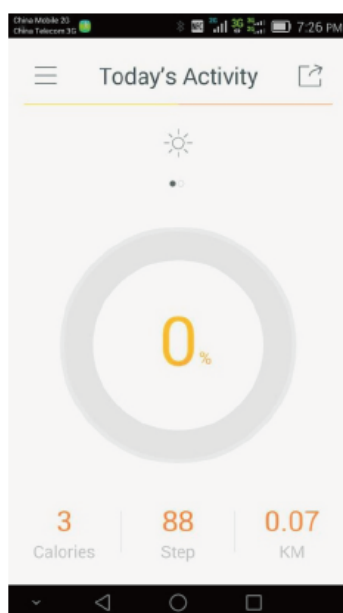 China Mobile 2G
China Telecom 3G 7:26 PM
Today's Activity
0 %
3 88 0.07
Calories Step KM